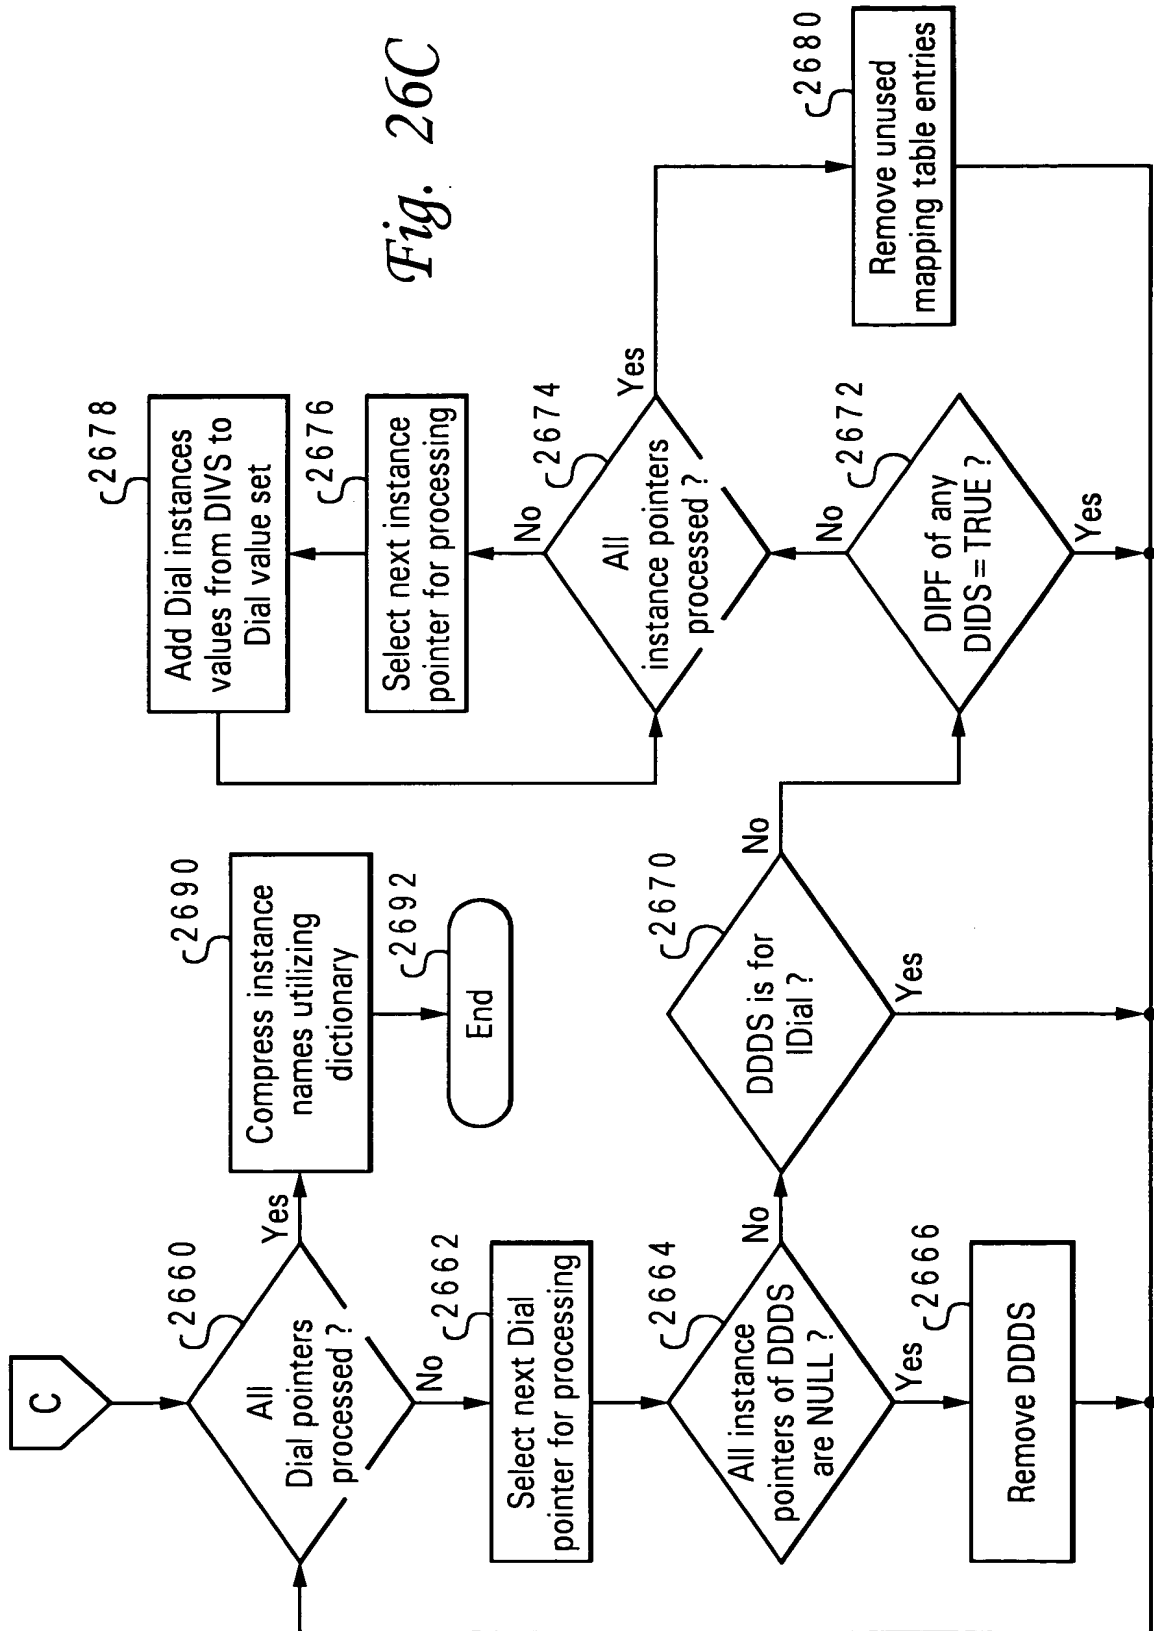 C
2660
All
Dial pointers
processed ?
Yes
No
2690
Compress instance
names utilizing
dictionary
2692
End
2662
Select next Dial
pointer for processing
2664
All instance
pointers of DDDS
are NULL ?
No
Yes
2666
Remove DDDS
2670
DDDS is for
IDial ?
No
Yes
2672
DIPF of any
DIDS = TRUE ?
No
Yes
2674
All
instance pointers
processed ?
No
Yes
2676
Select next instance
pointer for processing
2678
Add Dial instances
values from DIVS to
Dial value set
2680
Remove unused
mapping table entries
Fig. 26C